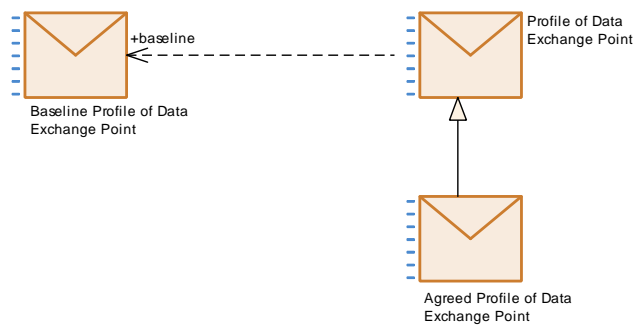 Profile of Data
Exchange Point
+baseline
Baseline Profile of Data
Exchange Point
Agreed Profile of Data
Exchange Point